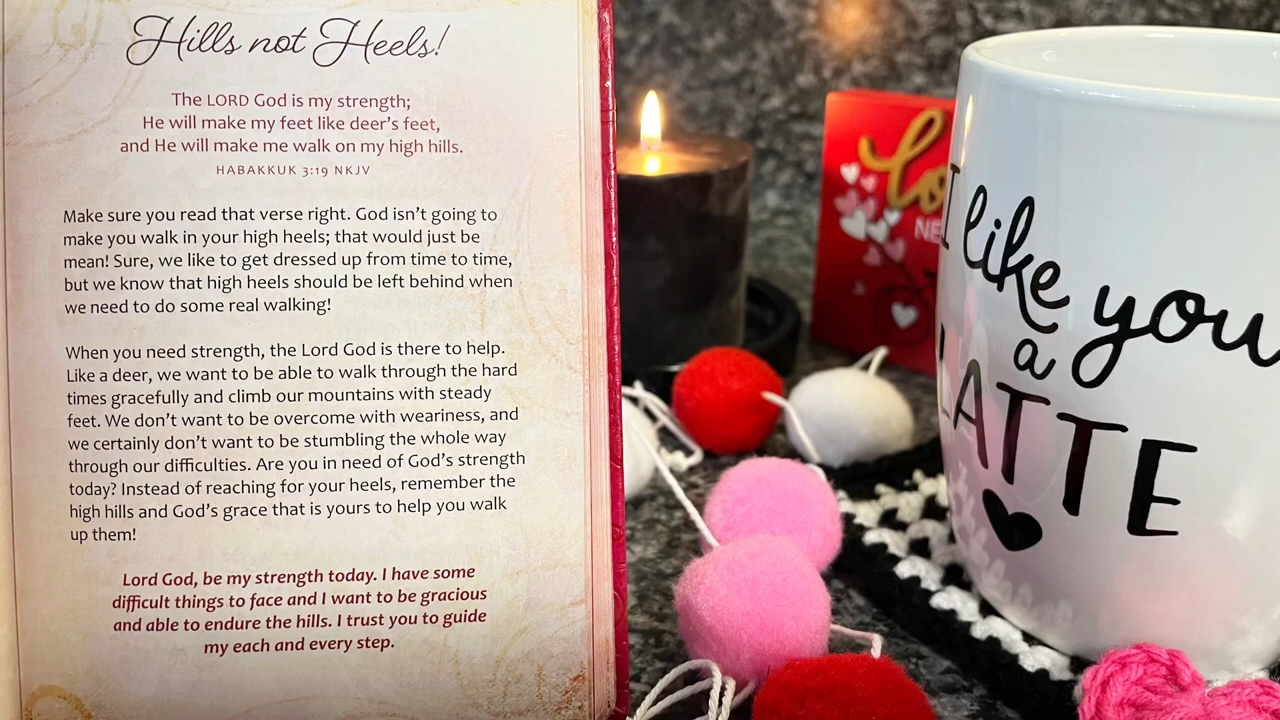 Hills not Heels!
The LORD God is my strength;
He will make my feet like deer's feet,
and He will make me walk on my high hills.
HABAKKUK 3:19 NKJV
Make sure you read that verse right. God isn't going to
make you walk in your high heels; that would just be
mean! Sure, we like to get dressed up from time to time,
but we know that high heels should be left behind when
we need to do some real walking!
When you need strength, the Lord God is there to help.
Like a deer, we want to be able to walk through the hard
times gracefully and climb our mountains with steady
feet. We don't want to be overcome with weariness, and
we certainly don't want to be stumbling the whole way
through our difficulties. Are you in need of God's strength
today? Instead of reaching for your heels, remember the
high hills and God's grace that is yours to help you walk
up them!
Lord God, be my strength today. I have some
difficult things to face and I want to be gracious
and able to endure the hills. I trust you to guide
my each and every step.
I like you
a
LATTE